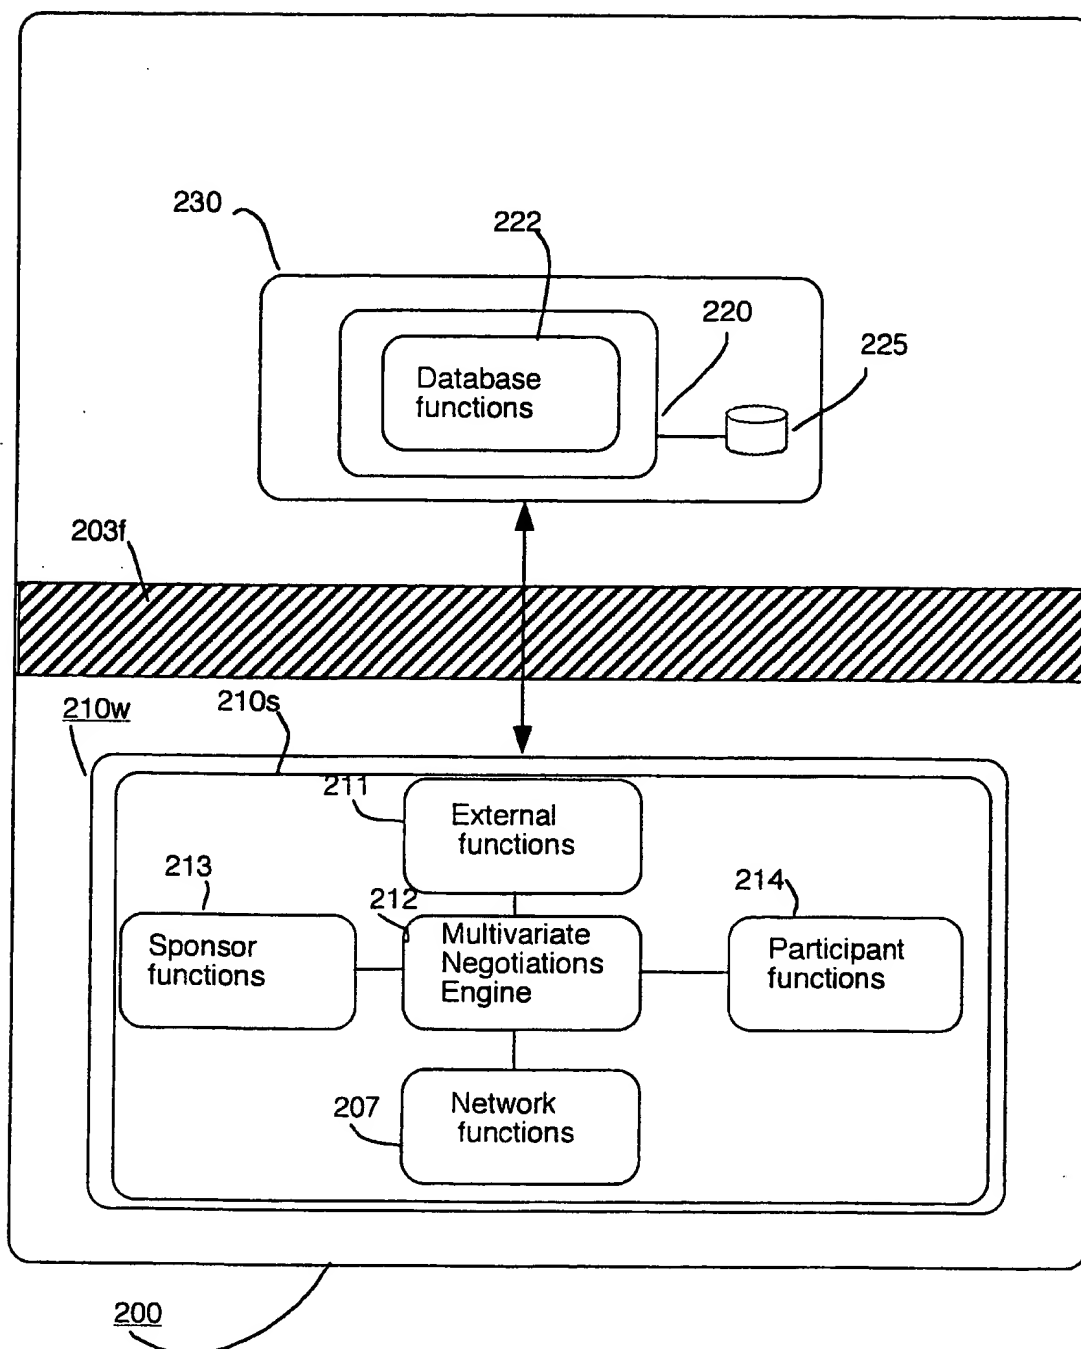 230
222
220
225
Database
functions
203f
210w
210s
211
External
functions
213
212
214
Sponsor
functions
Multivariate
Negotiations
Engine
Participant
functions
207
Network
functions
200